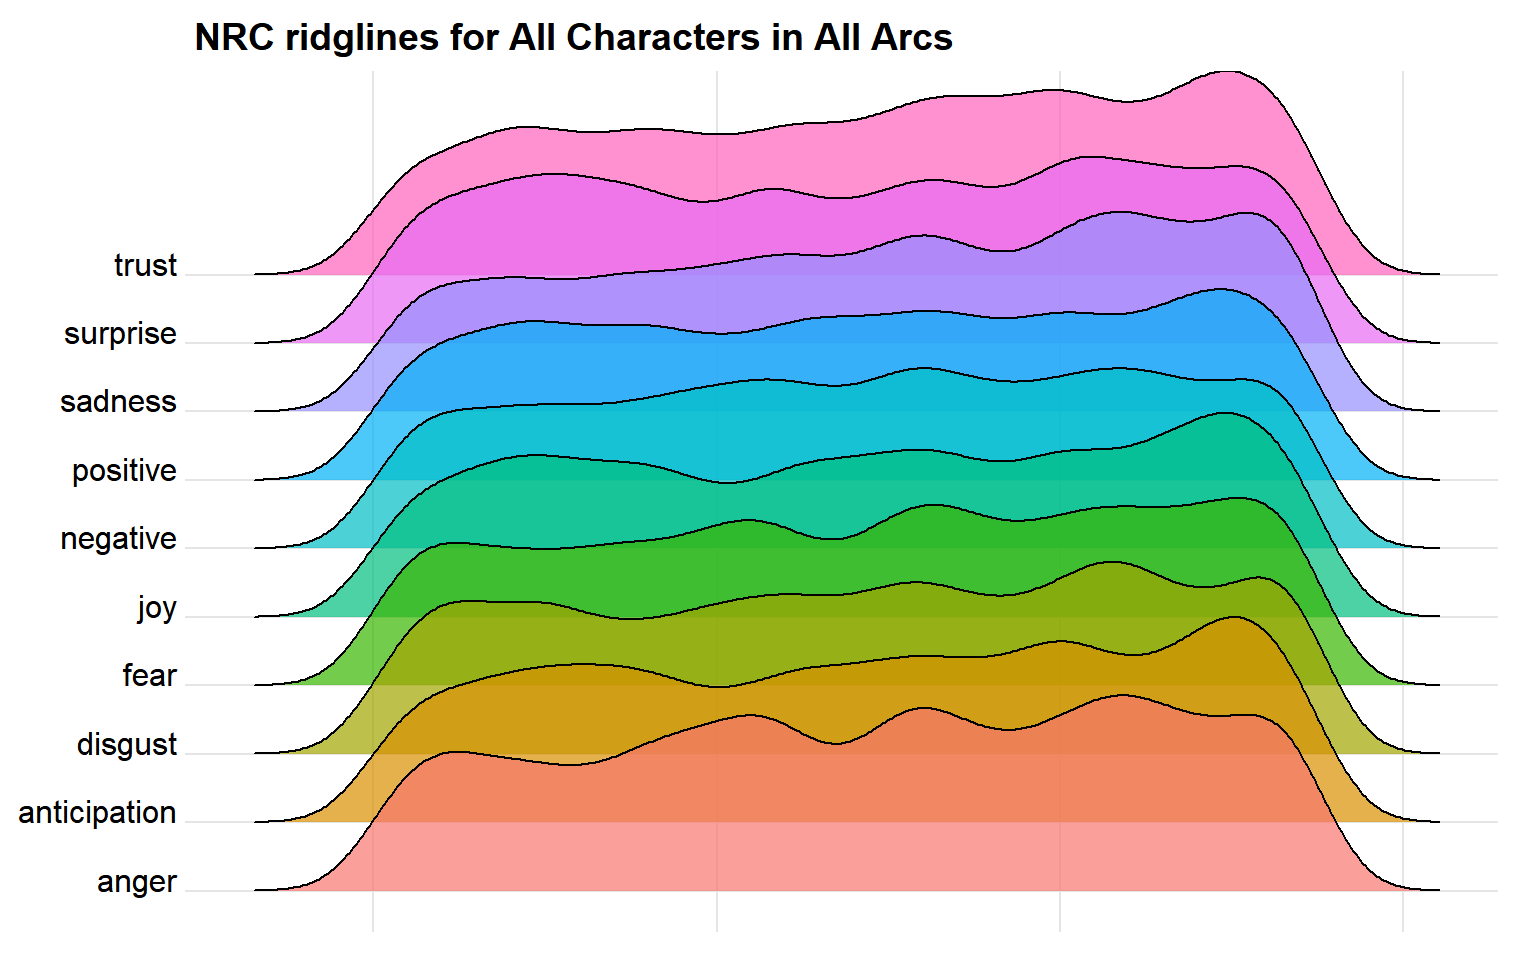 NRC ridglines for All Characters in All Arcs
trust
surprise
sadness
positive
negative
joy
fear
disgust
anticipation
anger